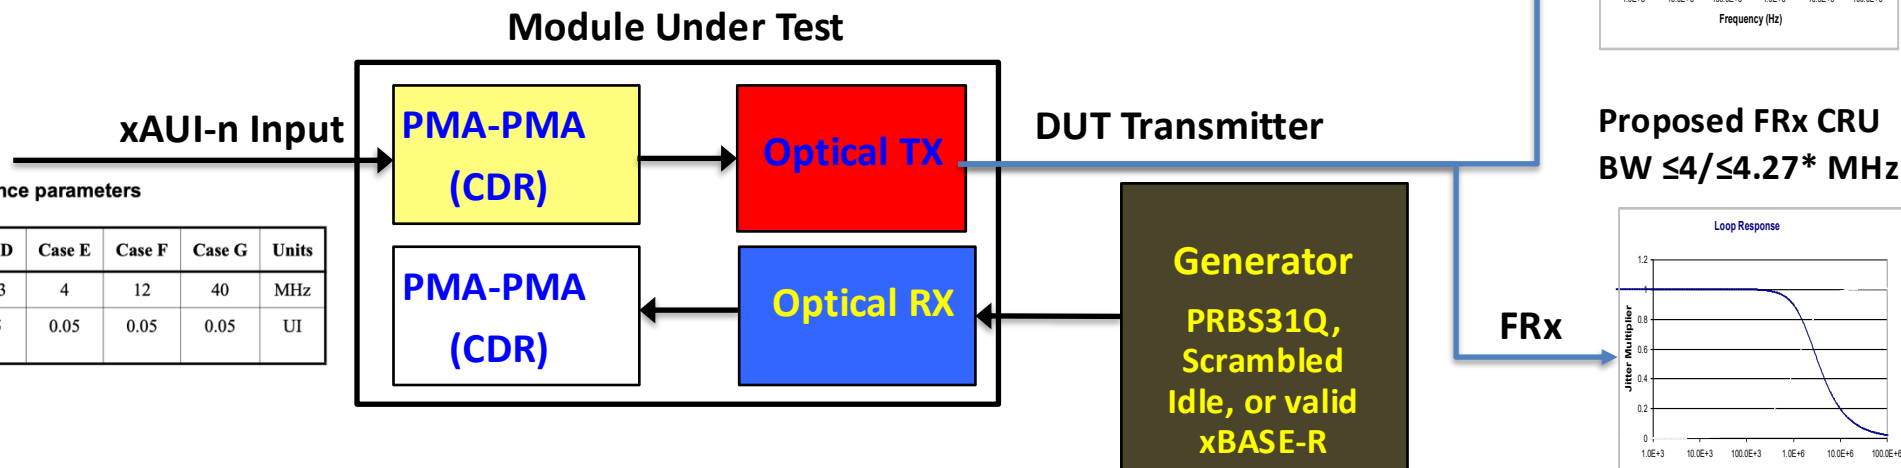 Frequency (Hz)
Module Under Test
xAUI-n Input
PMA-PMA
(CDR)
Optical TX
DUT Transmitter
Proposed FRx CRU
BW ≤4/≤4.27* MHz
nce parameters
D Case E Case F Case G Units
3 4 12 40 MHz
0.05 0.05 0.05 UI
PMA-PMA
(CDR)
Optical RX
Generator
PRBS31Q,
Scrambled
Idle, or valid
xBASE-R
FRx
Loop Response
Jitter Multiplier
1.2
1
0.8
0.6
0.4
0.2
0
1.0E+3 10.0E+3 100.0E+3 1.0E+6 10.0E+6 100.0E+6